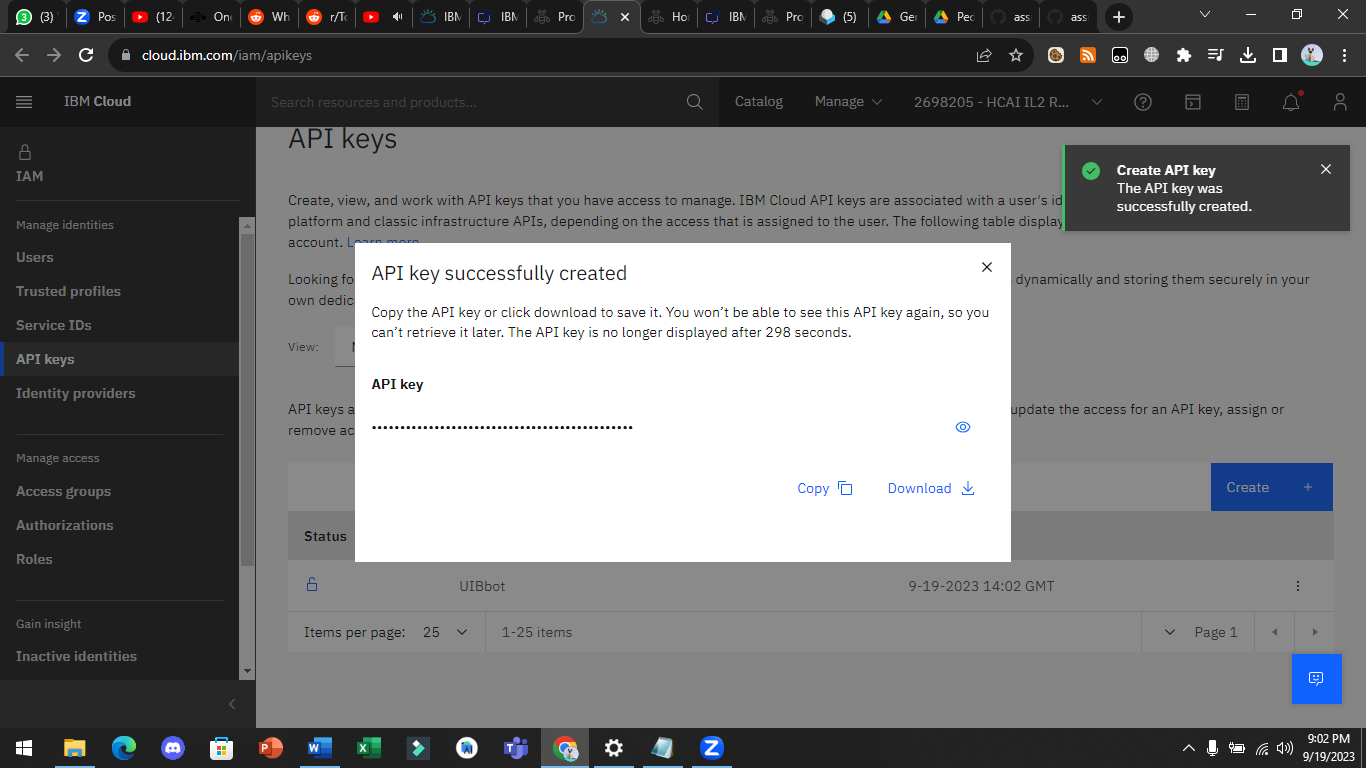 (3)
Pos
(12
On
Wh
r/To
IBM
IBM
Pro
Ho
IBM
Pro
(5)
Ger
Ped
assi
assi
cloud.ibm.com/iam/apikeys
IBM Cloud
Search resources and products...
Catalog
Manage
2698205 - HCAI IL2 R...
IAM
Manage identities
Users
Trusted profiles
Service IDs
API keys
Identity providers
Manage access
Access groups
Authorizations
Roles
Gain insight
Inactive identities
API keys
Create, view, and work with API keys that you have access to manage. IBM Cloud API keys are associated with a user's id
platform and classic infrastructure APIs, depending on the access that is assigned to the user. The following table display
account. Learn more
Looking fo
dynamically and storing them securely in your
own dedic
View:
API keys a
update the access for an API key, assign or
remove ac
Create +
Status
UIBbot
9-19-2023 14:02 GMT
Items per page: 25
1-25 items
Page 1
Create API key
The API key was
successfully created.
API key successfully created
Copy the API key or click download to save it. You won't be able to see this API key again, so you
can't retrieve it later. The API key is no longer displayed after 298 seconds.
API key
••••••••••••••••••••••••••••••••••••••••••••
Copy
Download
9:02 PM
9/19/2023